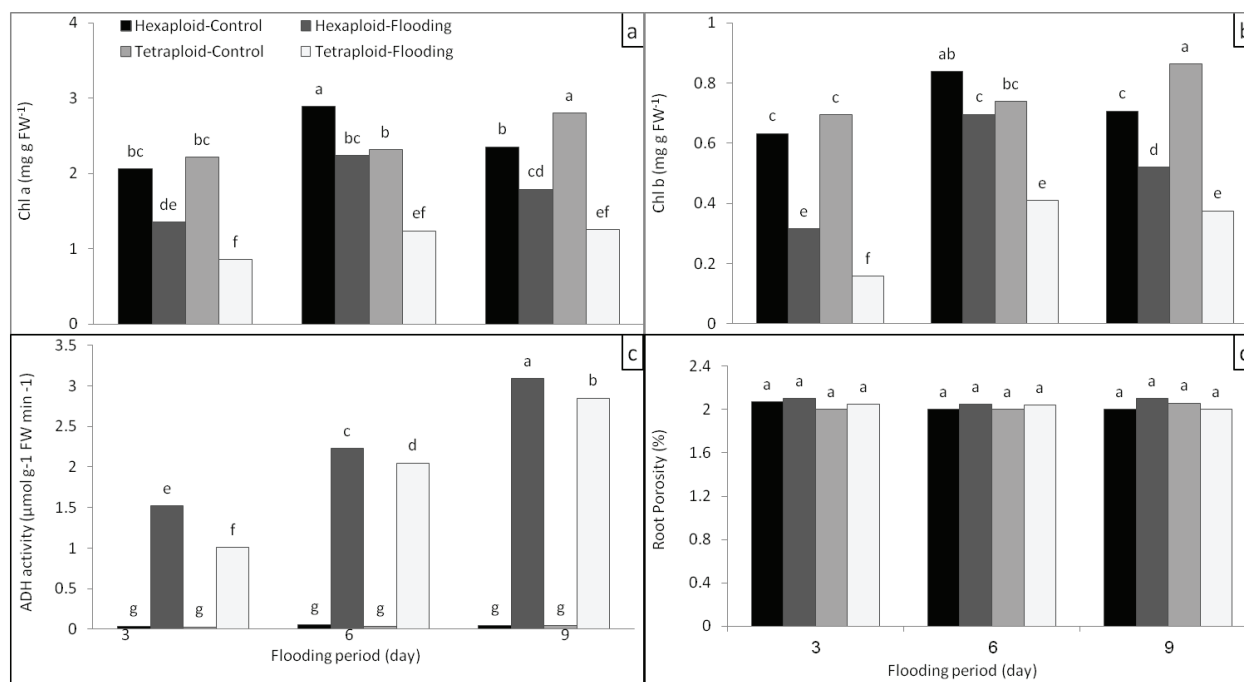 4
3
2
1
0
Chl a (mg g FW-1)
Hexaploid-Control
Hexaploid-Flooding
Tetraploid-Control
Tetraploid-Flooding
a
bc
de
bc
f
a
bc
b
ef
b
cd
a
ef
1
0.8
0.6
0.4
0.2
0
Chl b (mg g FW-1)
b
c
e
c
f
ab
c
bc
e
c
d
a
e
3.5
3
2.5
2
1.5
1
0.5
0
ADH activity (μmol g-1 FW min -1)
c
g
e
g
f
g
c
g
d
g
a
g
b
3
6
9
Flooding period (day)
2.4
2
1.6
1.2
0.8
0.4
0
Root Porosity (%)
a
a
a
a
a
a
a
a
a
a
a
a
3
6
9
Flooding period (day)